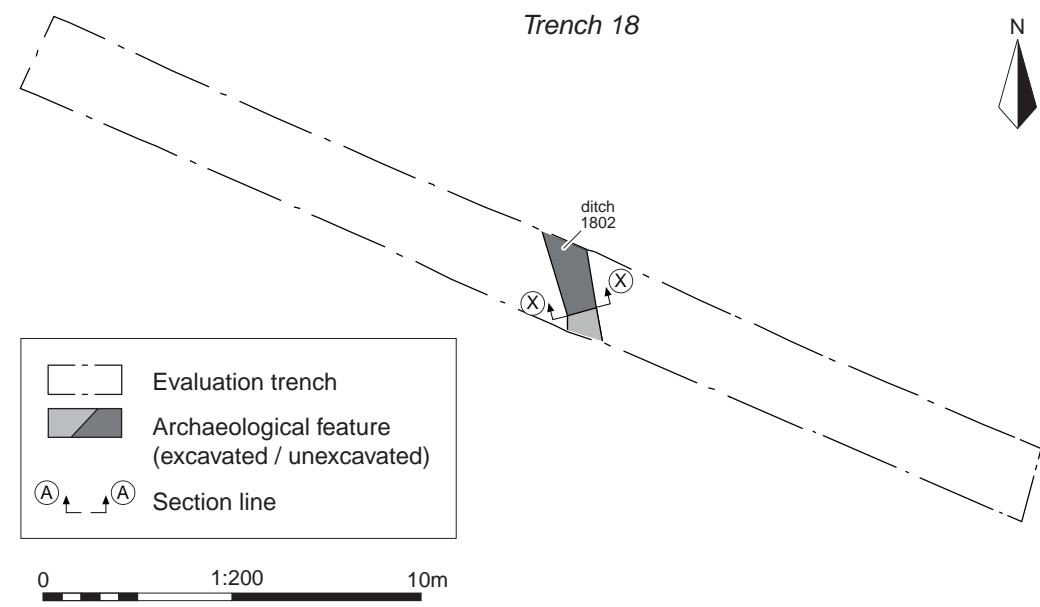 Trench 18
N
ditch
1802
X
X
Evaluation trench
Archaeological feature
(excavated / unexcavated)
A A
Section line
0 1:200 10m